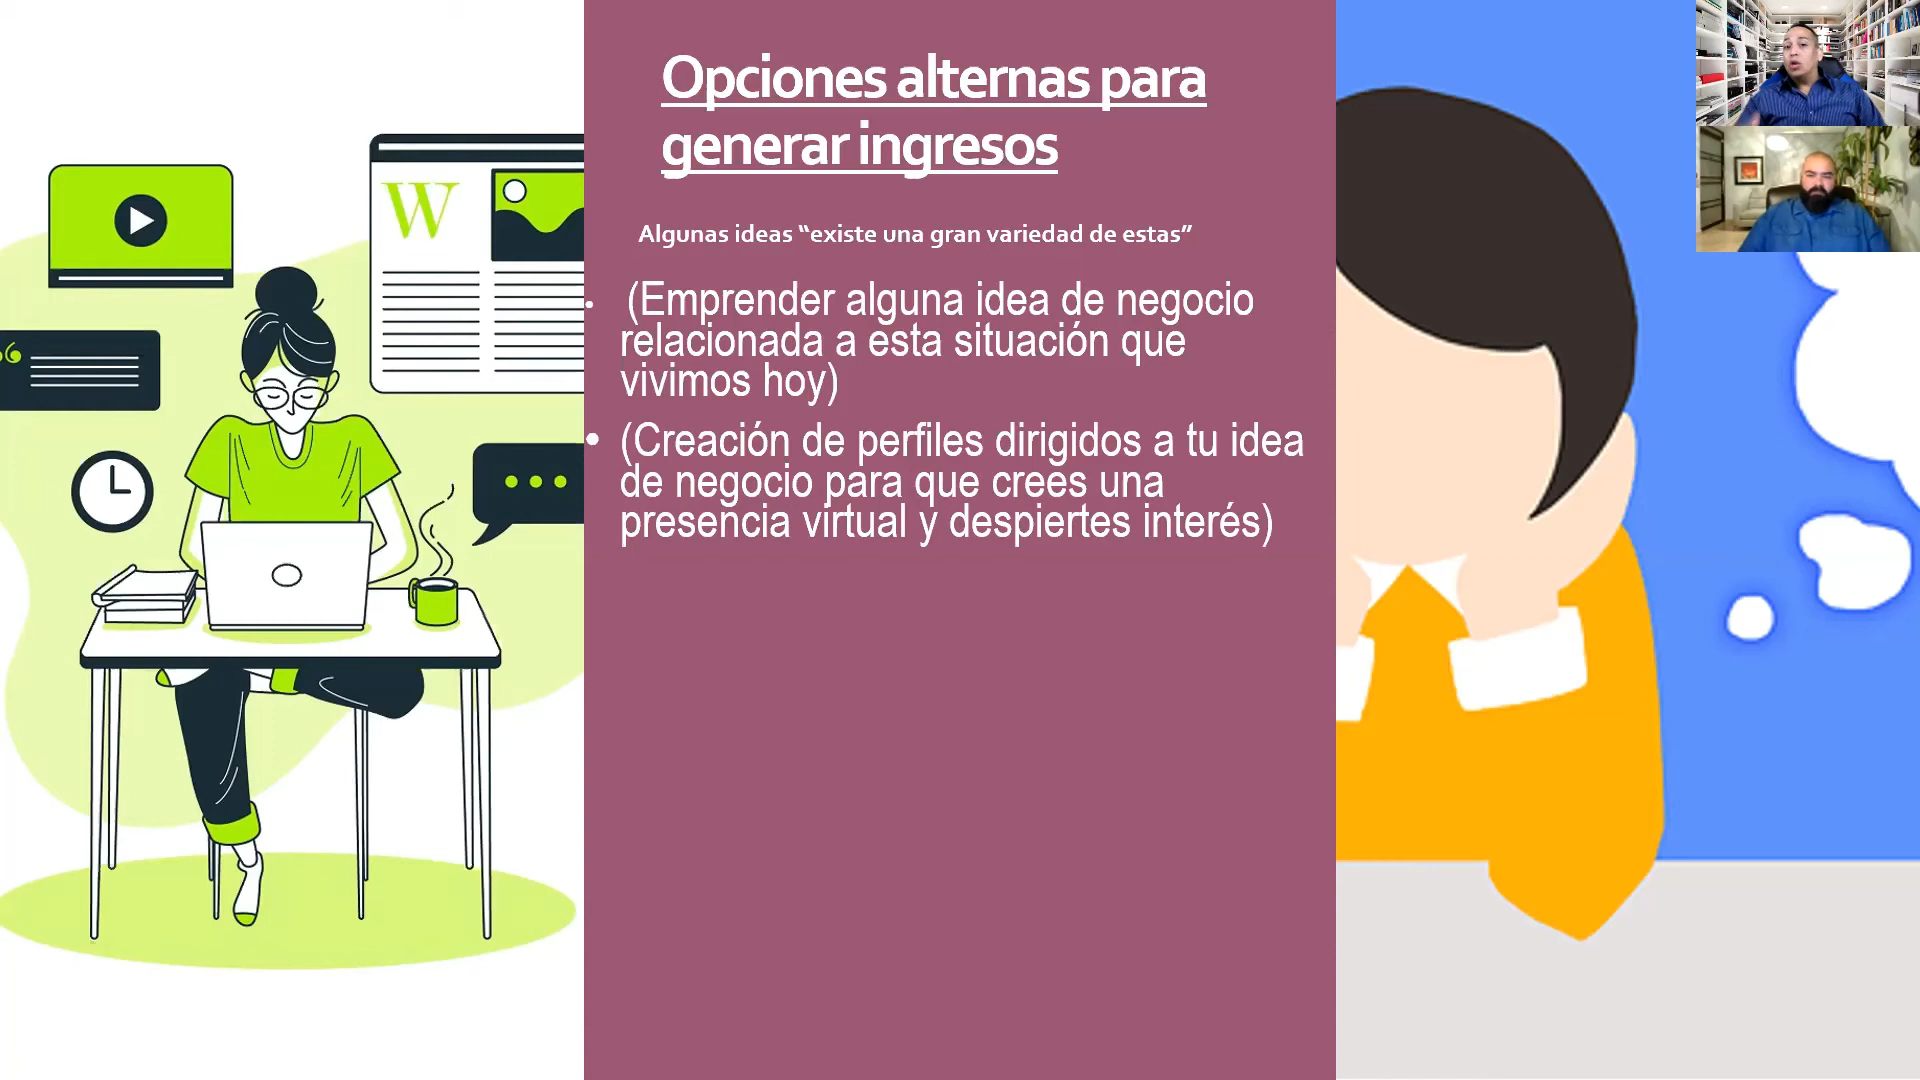 Opciones alternas para
generar ingresos
Algunas ideas “existe una gran variedad de estas”
• (Emprender alguna idea de negocio
relacionada a esta situación que
vivimos hoy)
• (Creación de perfiles dirigidos a tu idea
de negocio para que crees una
presencia virtual y despiertes interés)
W